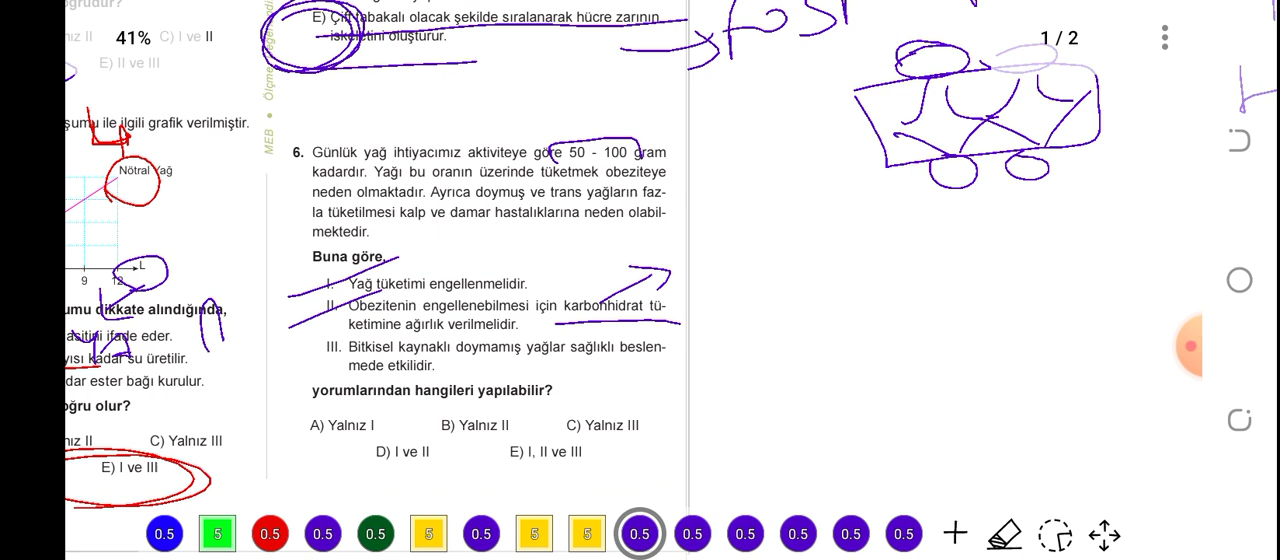 ğrudur?
nız II
41%
C) I ve II
E) II ve III
E) Çift tabakalı olacak şekilde sıralanarak hücre zarının
iskeletini oluşturur.
1 / 2
MEB ● Ölçme
şumu ile ilgili grafik verilmiştir.
Nötral Yağ
L
9
12
umu dikkate alındığında,
asitini ifade eder.
yısı kadar su üretilir.
dar ester bağı kurulur.
oğru olur?
nız II
C) Yalnız III
E) I ve III
6. Günlük yağ ihtiyacımız aktiviteye göre 50 - 100 gram
kadardır. Yağı bu oranın üzerinde tüketmek obeziteye
neden olmaktadır. Ayrıca doymuş ve trans yağların faz-
la tüketilmesi kalp ve damar hastalıklarına neden olabil-
mektedir.
Buna göre,
I. Yağ tüketimi engellenmelidir.
II. Obezitenin engellenebilmesi için karbonhidrat tü-
ketimine ağırlık verilmelidir.
III. Bitkisel kaynaklı doymamış yağlar sağlıklı beslen-
mede etkilidir.
yorumlarından hangileri yapılabilir?
A) Yalnız I
B) Yalnız II
C) Yalnız III
D) I ve II
E) I, II ve III
0.5
5
0.5
0.5
0.5
5
0.5
5
5
0.5
0.5
0.5
0.5
0.5
0.5